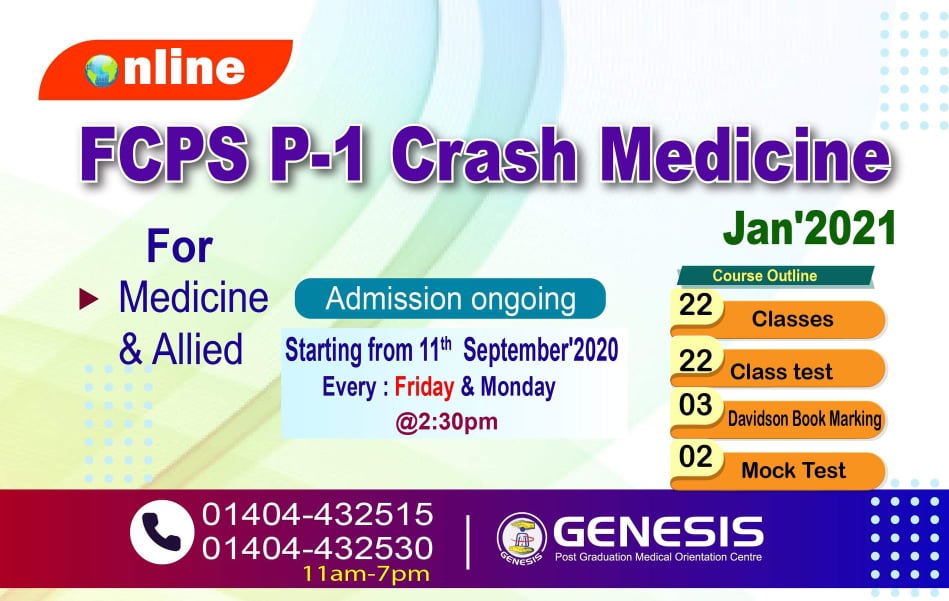 Online
FCPS P-1 Crash Medicine
Jan'2021
For
Medicine
& Allied
Admission ongoing
Starting from 11th September'2020
Every : Friday & Monday
@2:30pm
Course Outline
22 Classes
22 Class test
03 Davidson Book Marking
02 Mock Test
01404-432515
01404-432530
11am-7pm
GENESIS
GENESIS
Post Graduation Medical Orientation Centre